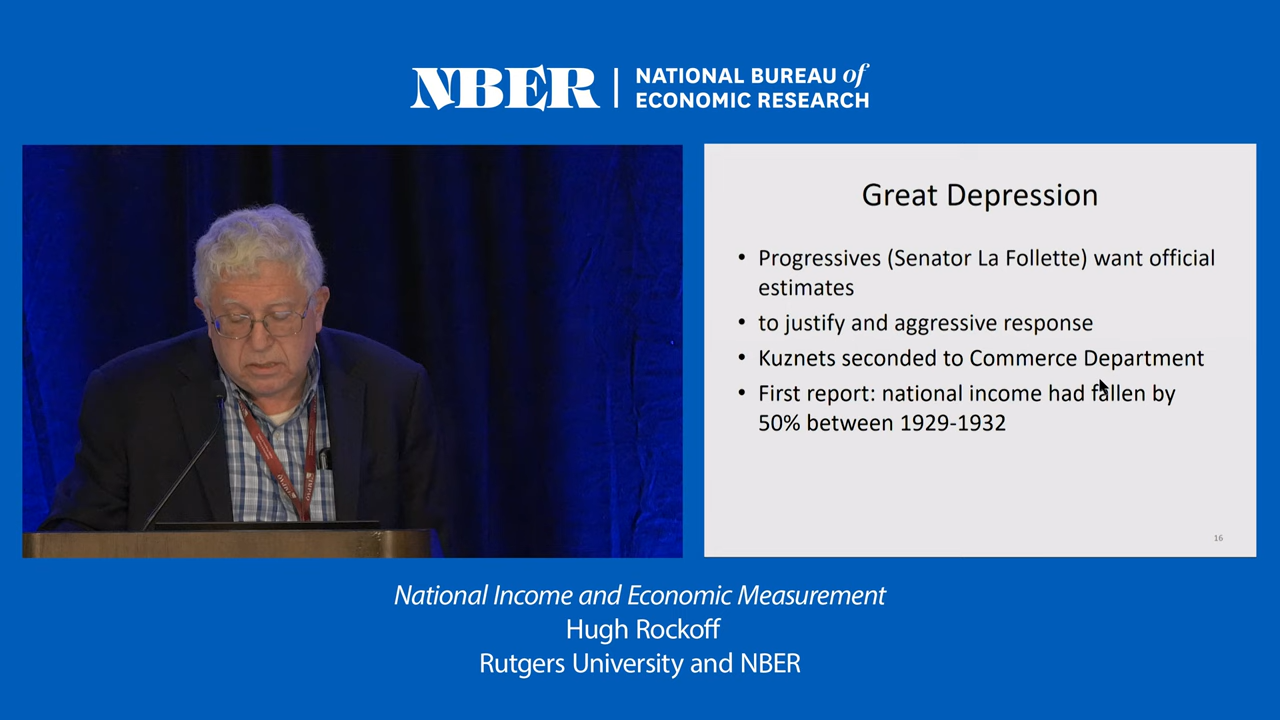 NBER
NATIONAL BUREAU of
ECONOMIC RESEARCH
Great Depression
• Progressives (Senator La Follette) want official
estimates
• to justify and aggressive response
• Kuznets seconded to Commerce Department
• First report: national income had fallen by
50% between 1929-1932
16
National Income and Economic Measurement
Hugh Rockoff
Rutgers University and NBER